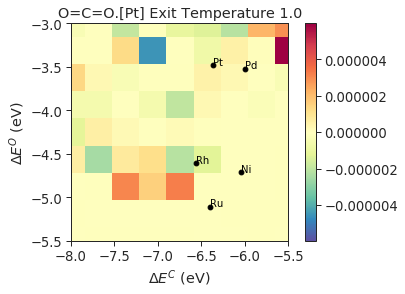 O=C=O.[Pt] Exit Temperature 1.0
−3.0
−3.5
−4.0
−4.5
−5.0
−5.5
ΔE^O (eV)
Pt
Pd
Rh
Ni
Ru
−8.0 −7.5 −7.0 −6.5 −6.0 −5.5
ΔE^C (eV)
0.000004
0.000002
0.000000
−0.000002
−0.000004